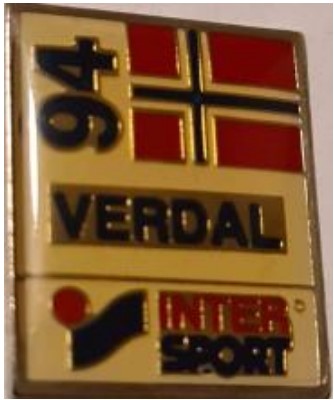 94
VERDAL
INTER
SPORT